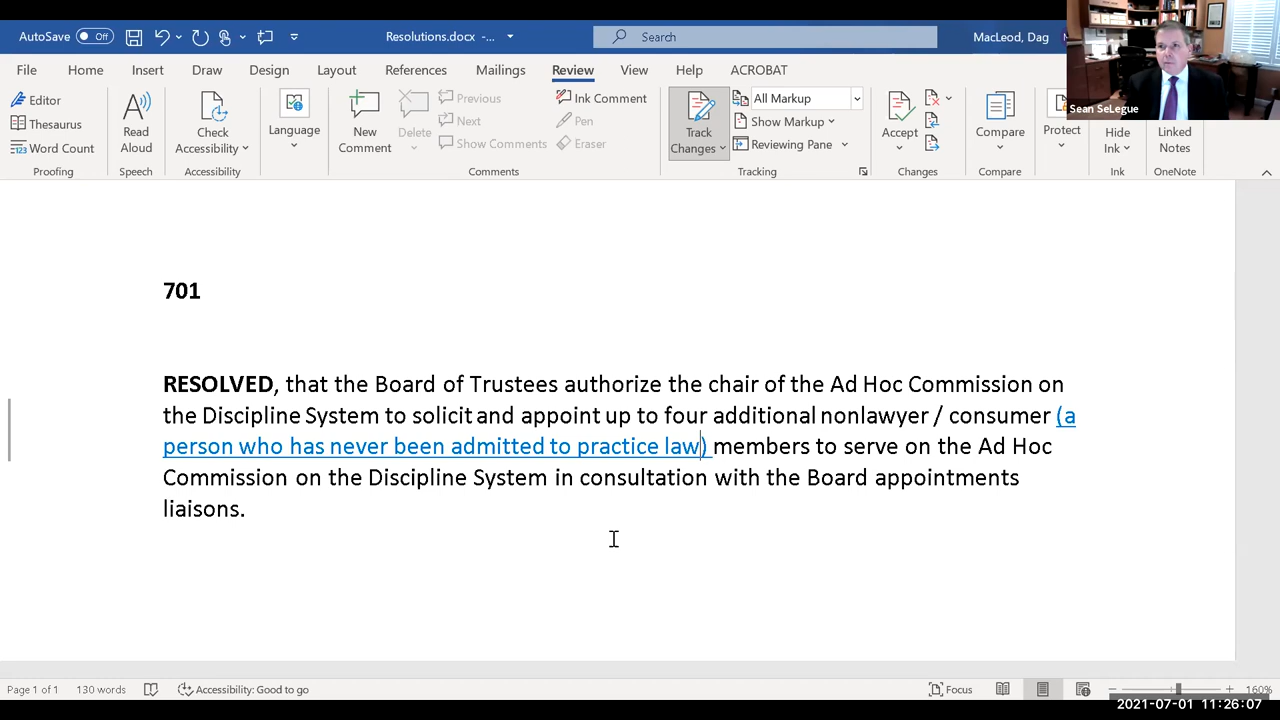 AutoSave Off Resolutions.docx -... Search MacLeod, Dag
File Home Insert Draw Design Layout References Mailings Review View Help ACROBAT
Editor
Thesaurus
Word Count
Proofing
Read
Aloud
Speech
Check
Accessibility
Accessibility
Language
New
Comment
Delete
Previous
Next
Show Comments
Ink Comment
Pen
Eraser
Comments
Track
Changes
All Markup
Show Markup
Reviewing Pane
Tracking
Accept
Changes
Compare
Compare
Protect
Hide
Ink
Ink
Linked
Notes
OneNote
Sean SeLegue
701
RESOLVED, that the Board of Trustees authorize the chair of the Ad Hoc Commission on
the Discipline System to solicit and appoint up to four additional nonlawyer / consumer (a
person who has never been admitted to practice law) members to serve on the Ad Hoc
Commission on the Discipline System in consultation with the Board appointments
liaisons.
Page 1 of 1 130 words Accessibility: Good to go Focus 160%
2021-07-01 11:26:07